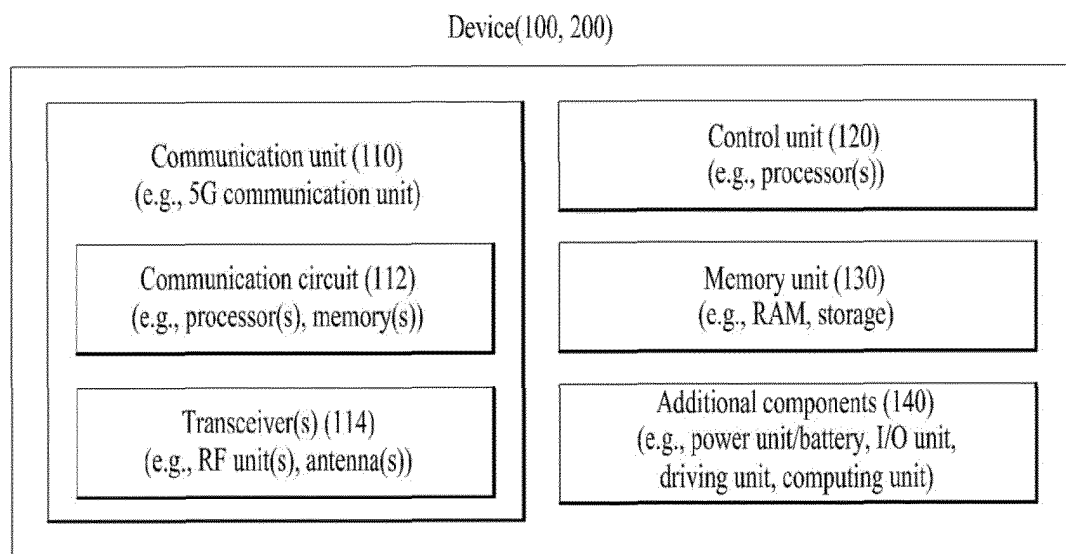 Device(100, 200)
Communication unit (110)
(e.g., 5G communication unit)
Communication circuit (112)
(e.g., processor(s), memory(s))
Transceiver(s) (114)
(e.g., RF unit(s), antenna(s))
Control unit (120)
(e.g., processor(s))
Memory unit (130)
(e.g., RAM, storage)
Additional components (140)
(e.g., power unit/battery, I/O unit,
driving unit, computing unit)